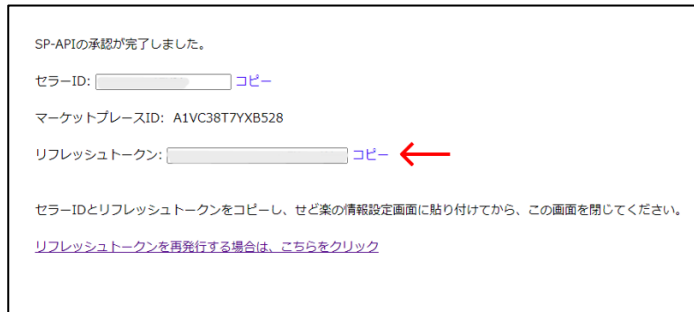 SP-APIの承認が完了しました。
セラーID: コピー
マーケットプレースID: A1VC38T7YXB528
リフレッシュトークン: コピー
セラーIDとリフレッシュトークンをコピーし、せど楽の情報設定画面に貼り付けてから、この画面を閉じてください。
リフレッシュトークンを再発行する場合は、こちらをクリック